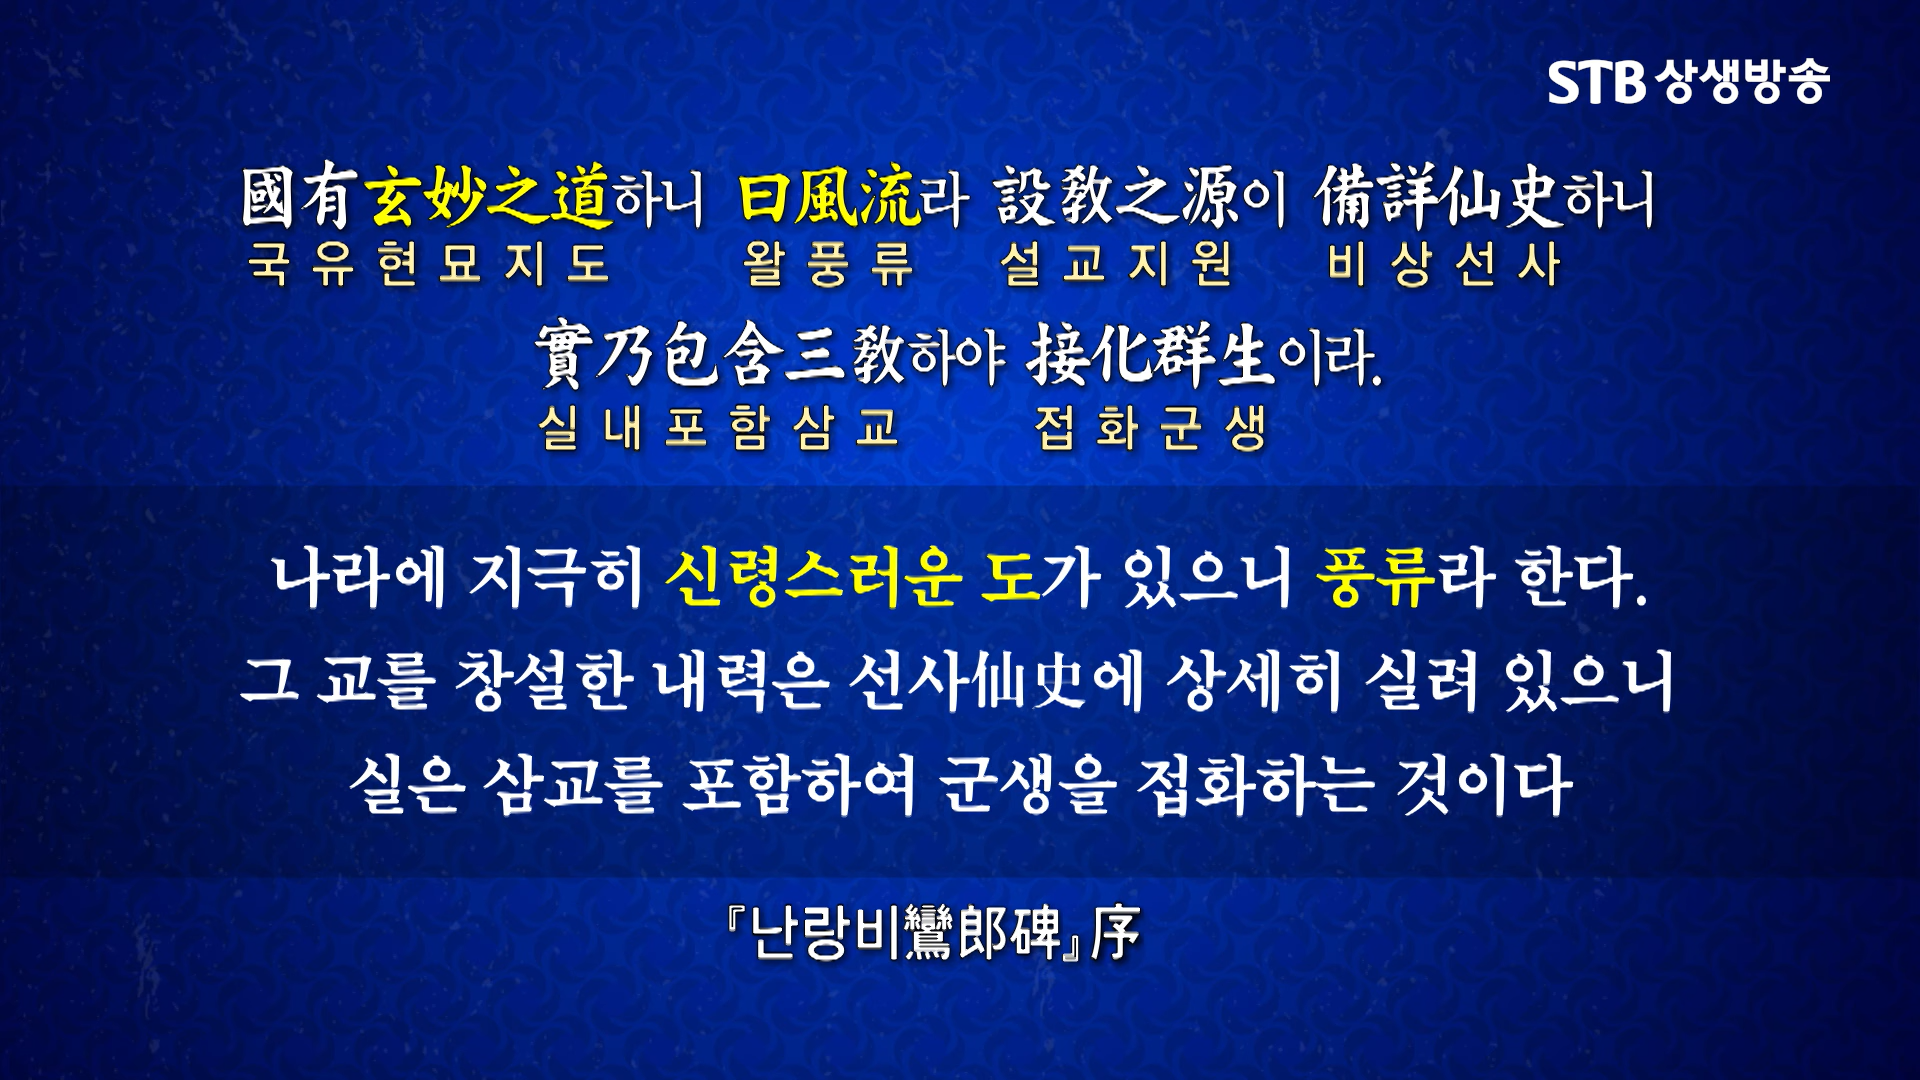 STB 상생방송
國有玄妙之道하니 曰風流라 設敎之源이 備詳仙史하니
국유현묘지도 왈풍류 설교지원 비상선사
實乃包含三敎하야 接化群生이라.
실내포함삼교 접화군생
나라에 지극히 신령스러운 도가 있으니 풍류라 한다.
그 교를 창설한 내력은 선사仙史에 상세히 실려 있으니
실은 삼교를 포함하여 군생을 접화하는 것이다
『난랑비鸞郎碑』序